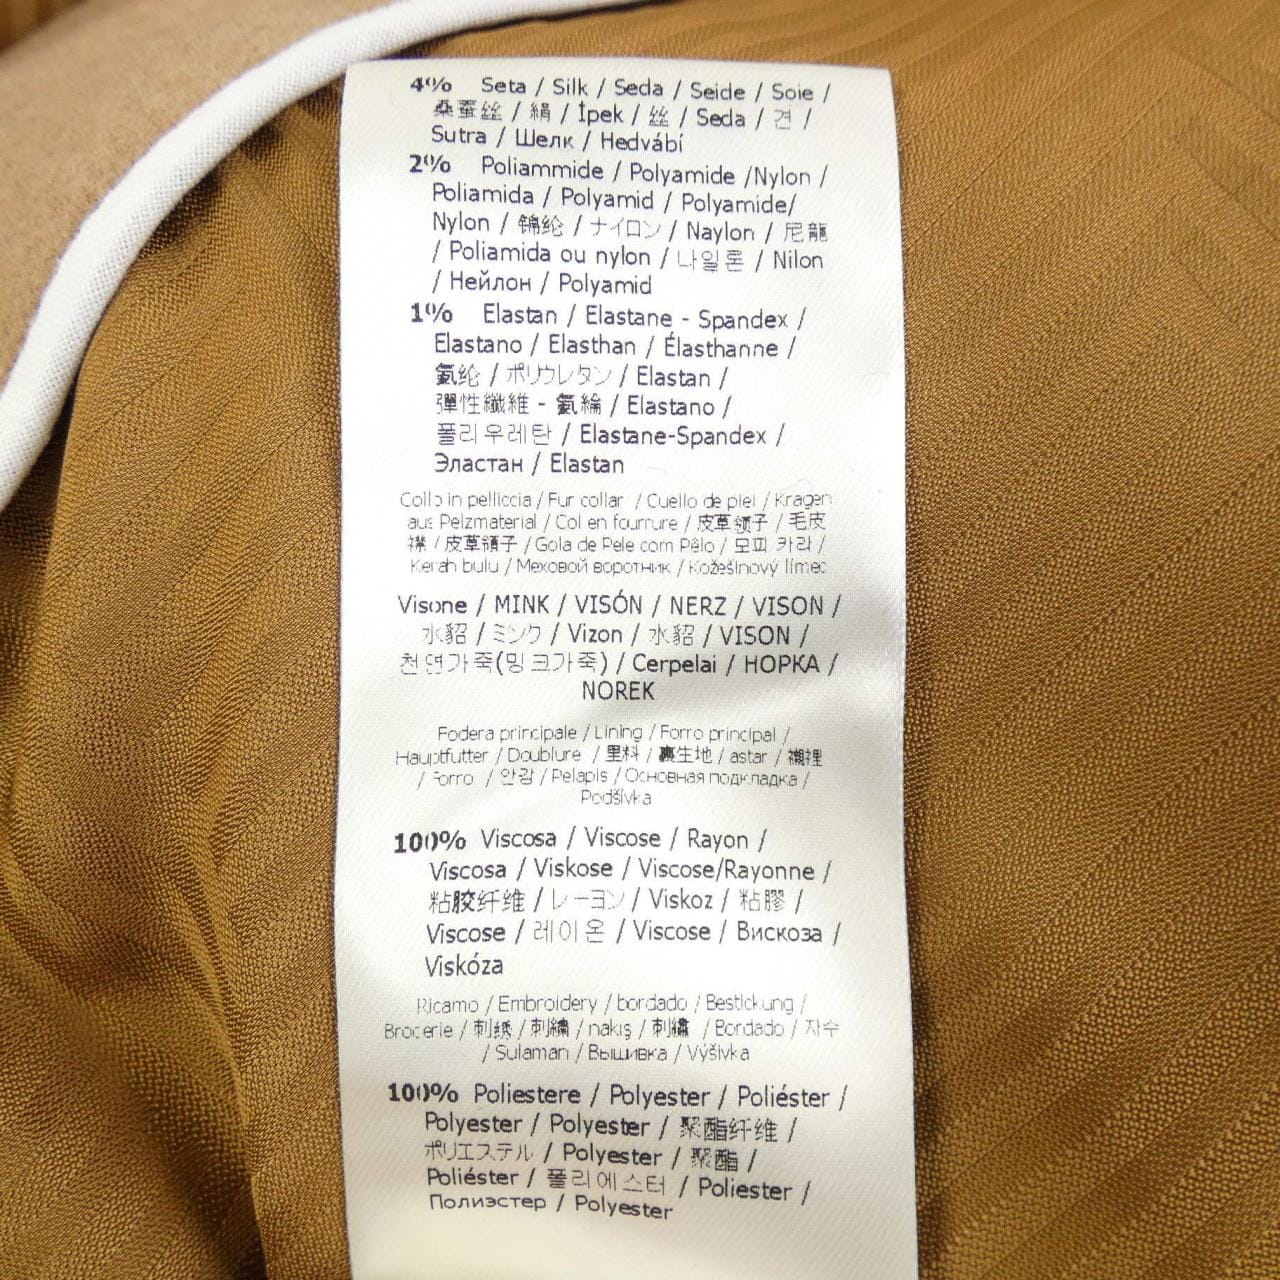 4% Seta / Silk / Seda / Seide / Soie /
桑蚕丝 / 絹 / İpek / 丝 / Seda / 견 /
Sutra / Шелк / Hedvábí
2% Poliammide / Polyamide /Nylon /
Poliamida / Polyamid / Polyamide/
Nylon / 锦纶 / ナイロン / Naylon / 尼龍
/ Poliamida ou nylon / 나일론 / Nilon
/ Нейлон / Polyamid
1% Elastan / Elastane - Spandex /
Elastano / Elasthan / Élasthanne /
氨纶 / ポリウレタン / Elastan /
彈性纖維 - 氨綸 / Elastano /
폴리우레탄 / Elastane-Spandex /
Эластан / Elastan
Collo in pelliccia / Fur collar / Cuello de piel / Kragen
aus Pelzmaterial / Col en fourrure / 皮草领子 / 毛皮
襟 / 皮草領子 / Gola de Pele com Pêlo / 모피 카라 /
Kerah bulu / Меховой воротник / Kožešinový límec
Visone / MINK / VISÓN / NERZ / VISON /
水貂 / ミンク / Vizon / 水貂 / VISON /
천연가죽(밍크가죽) / Cerpelai / НОРКА /
NOREK
Fodera principale / Lining / Forro principal /
Hauptfutter / Doublure / 里料 / 裏生地 / astar / 襯裡
/ Forro / 안감 / Pelapis / Основная подкладка /
Podšívka
100% Viscosa / Viscose / Rayon /
Viscosa / Viskose / Viscose/Rayonne /
粘胶纤维 / レーヨン / Viskoz / 粘膠 /
Viscose / 레이온 / Viscose / Вискоза /
Viskóza
Ricamo / Embroidery / bordado / Bestickung /
Broderie / 刺绣 / 刺繍 / nakış / 刺繡 / Bordado / 자수
/ Sulaman / Вышивка / Výšivka
100% Poliestere / Polyester / Poliéster /
Polyester / Polyester / 聚酯纤维 /
ポリエステル / Polyester / 聚酯 /
Poliéster / 폴리에스터 / Poliester /
Полиэстер / Polyester